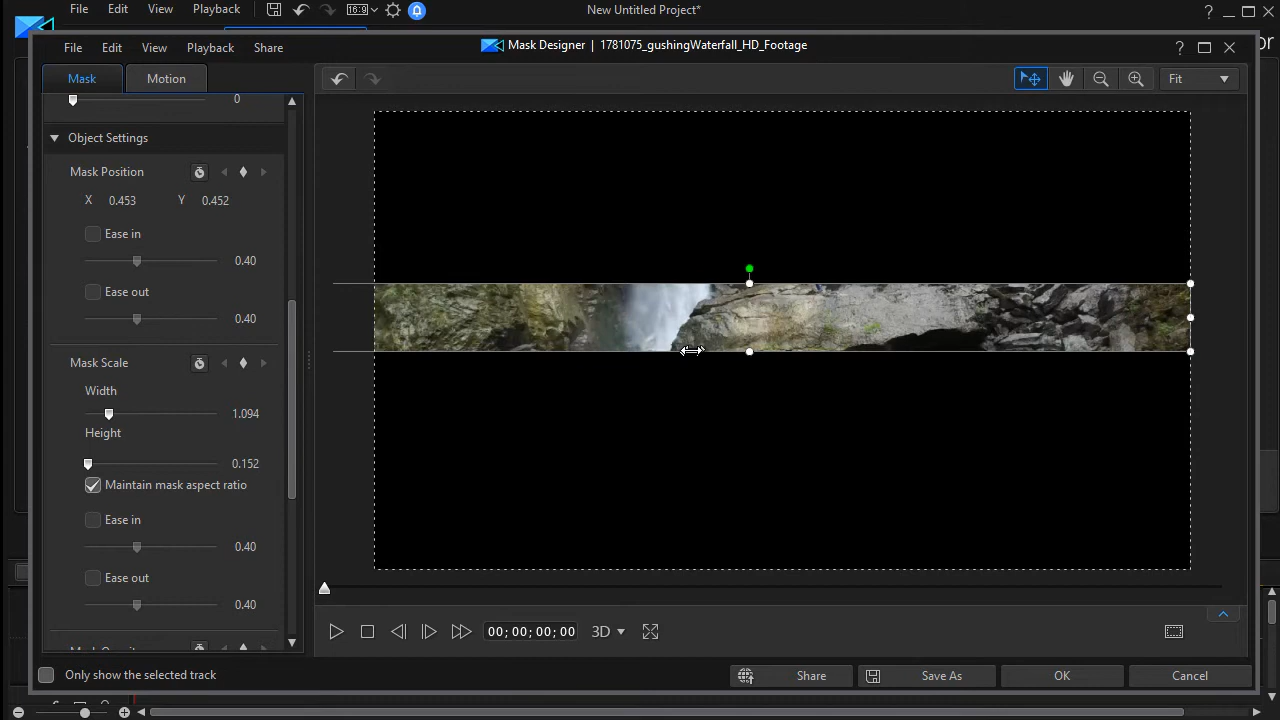 File Edit View Playback 16:9 New Untitled Project* ?
File Edit View Playback Share Mask Designer | 1781075_gushingWaterfall_HD_Footage ?
Mask Motion Fit
0
Object Settings
Mask Position
X 0.453 Y 0.452
Ease in
0.40
Ease out
0.40
Mask Scale
Width
1.094
Height
0.152
Maintain mask aspect ratio
Ease in
0.40
Ease out
0.40
00;00;00;00 3D
Only show the selected track Share Save As OK Cancel